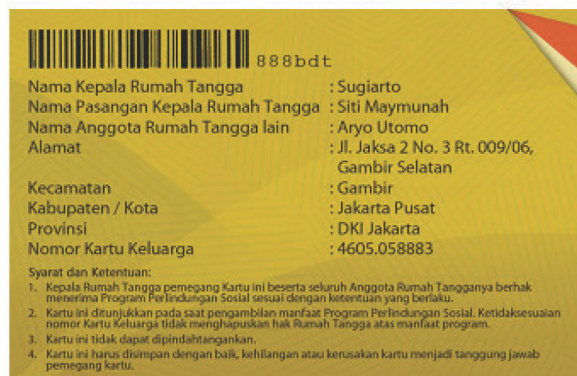 888bdt
Nama Kepala Rumah Tangga : Sugiarto
Nama Pasangan Kepala Rumah Tangga : Siti Maymunah
Nama Anggota Rumah Tangga lain : Aryo Utomo
Alamat : Jl. Jaksa 2 No. 3 Rt. 009/06,
Gambir Selatan
Kecamatan : Gambir
Kabupaten / Kota : Jakarta Pusat
Provinsi : DKI Jakarta
Nomor Kartu Keluarga : 4605.058883
Syarat dan Ketentuan:
1. Kepala Rumah Tangga pemegang Kartu ini beserta seluruh Anggota Rumah Tangganya berhak
menerima Program Perlindungan Sosial sesuai dengan ketentuan yang berlaku.
2. Kartu ini ditunjukkan pada saat pengambilan manfaat Program Perlindungan Sosial. Ketidaksesuaian
nomor Kartu Keluarga tidak menghapuskan hak Rumah Tangga atas manfaat program.
3. Kartu ini tidak dapat dipindahtangankan.
4. Kartu ini harus disimpan dengan baik, kehilangan atau kerusakan kartu menjadi tanggung jawab
pemegang kartu.